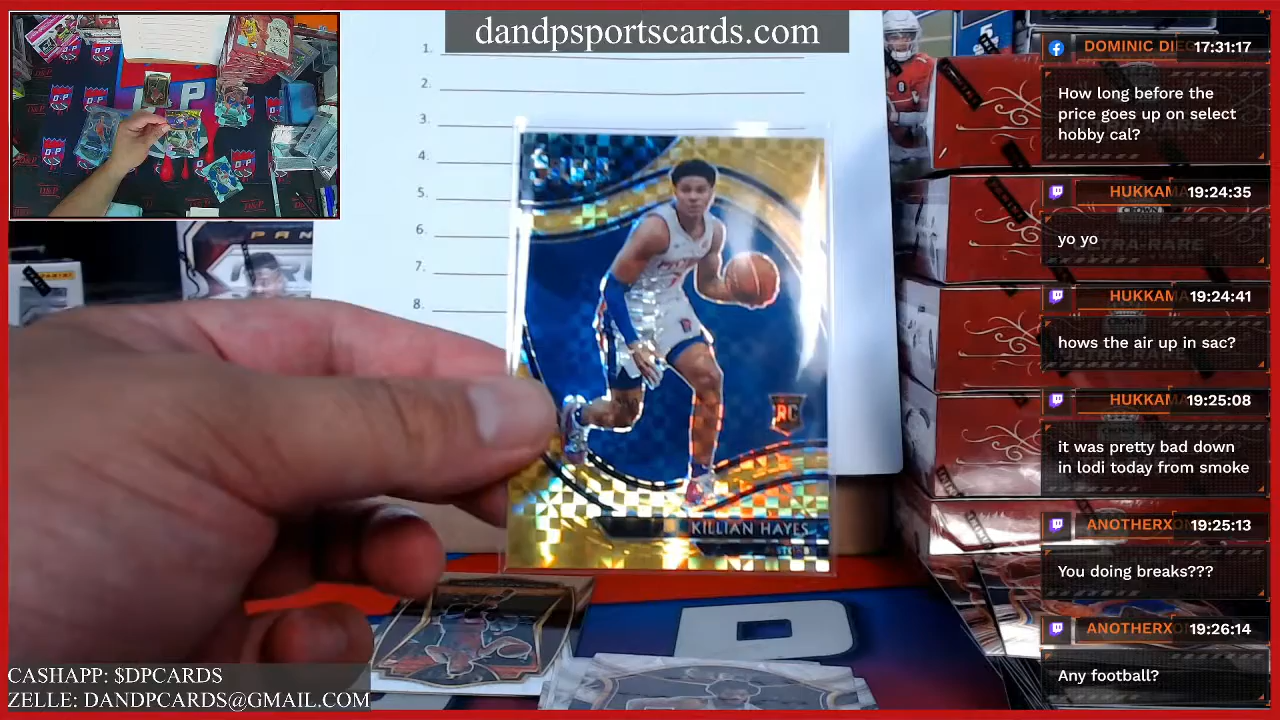 dandpsportscards.com
1.
2.
3.
4.
5.
6.
7.
8.
KILLIAN HAYES
RC
D
CASHAPP: $DPCARDS
ZELLE: DANDPCARDS@GMAIL.COM
DOMINIC 17:31:17
How long before the
price goes up on select
hobby cal?
HUKKAM 19:24:35
yo yo
HUKKAM 19:24:41
hows the air up in sac?
HUKKAM 19:25:08
it was pretty bad down
in lodi today from smoke
ANOTHERX 19:25:13
You doing breaks???
ANOTHERX 19:26:14
Any football?